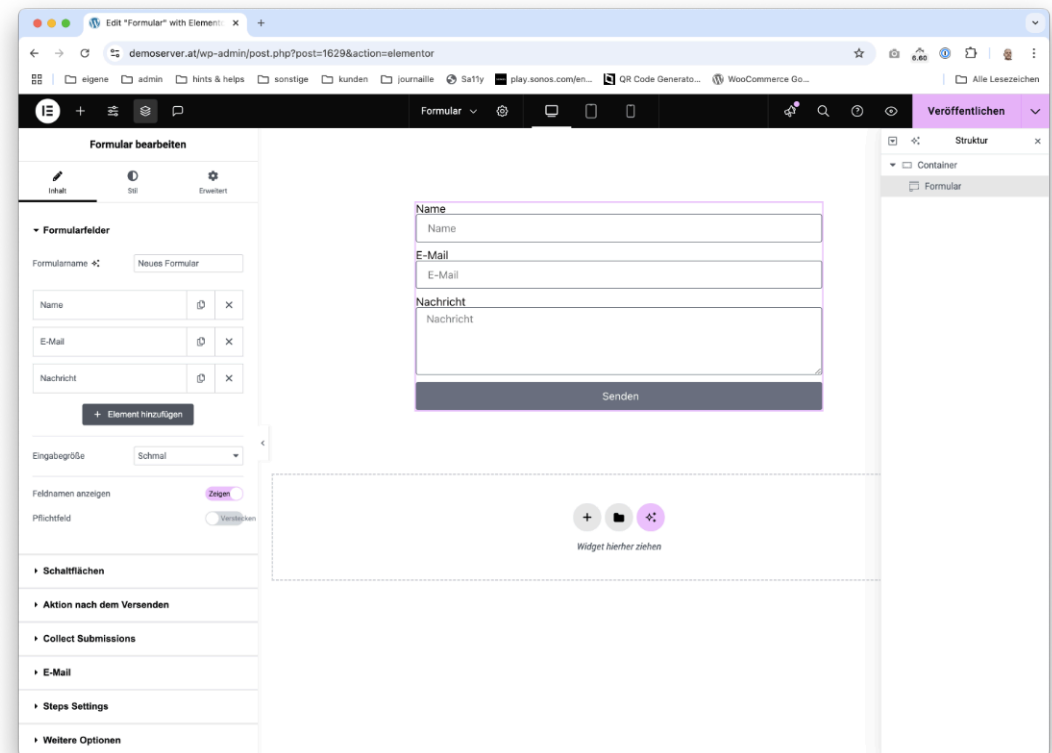 Edit "Formular" with Elemento
demoserver.at/wp-admin/post.php?post=1629&action=elementor
6.60
eigene admin hints & helps sonstige kunden journaille Sa11y play.sonos.com/en... QR Code Generato... WooCommerce Go... Alle Lesezeichen
Formular Veröffentlichen
Formular bearbeiten
Inhalt Stil Erweitert
Formularfelder
Formularname Neues Formular
Name
E-Mail
Nachricht
+ Element hinzufügen
Eingabegröße Schmal
Feldnamen anzeigen Zeigen
Pflichtfeld Verstecken
Schaltflächen
Aktion nach dem Versenden
Collect Submissions
E-Mail
Steps Settings
Weitere Optionen
Name
Name
E-Mail
E-Mail
Nachricht
Nachricht
Senden
Widget hierher ziehen
Struktur
Container
Formular